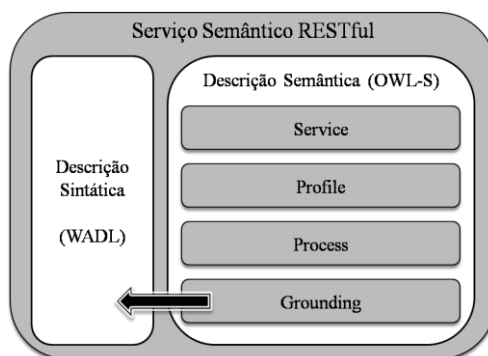 Serviço Semântico RESTful
Descrição
Sintática
(WADL)
Descrição Semântica (OWL-S)
Service
Profile
Process
Grounding